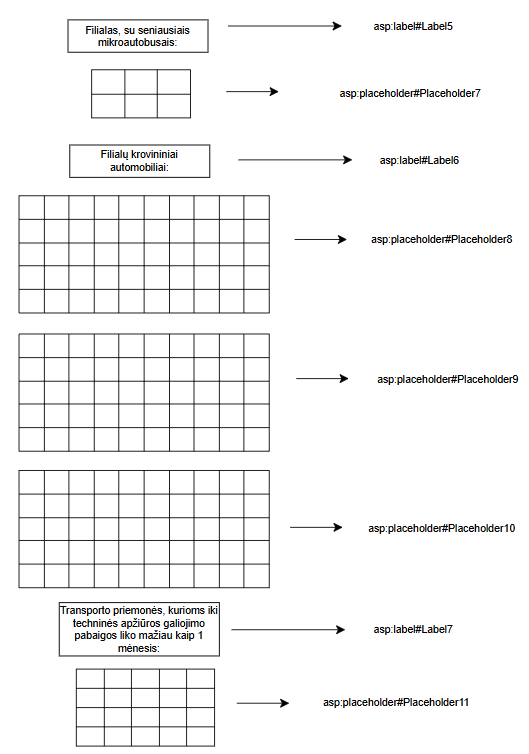 Filialas, su seniausiais
mikroautobusais:
asp:label#Label5
asp:placeholder#Placeholder7
Filialų krovininiai
automobiliai:
asp:label#Label6
asp:placeholder#Placeholder8
asp:placeholder#Placeholder9
asp:placeholder#Placeholder10
Transporto priemonės, kurioms iki
techninės apžiūros galiojimo
pabaigos liko mažiau kaip 1
mėnesis:
asp:label#Label7
asp:placeholder#Placeholder11